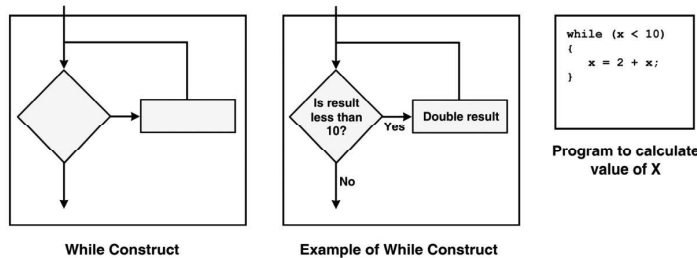 Is result
less than
10?
Yes
Double result
No
while (x < 10)
{
x = 2 + x;
}
While Construct
Example of While Construct
Program to calculate
value of X